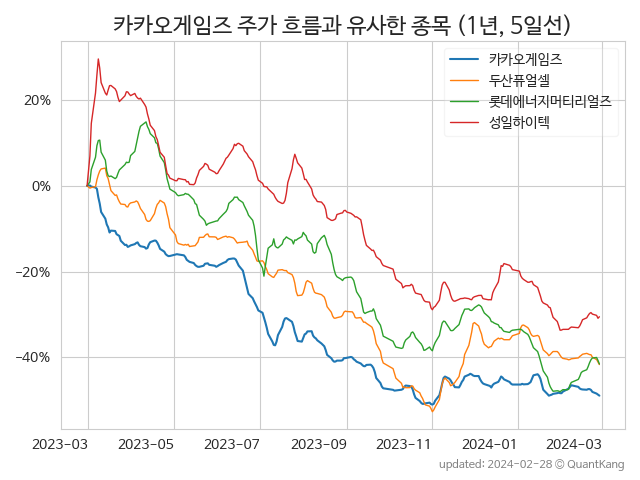 카카오게임즈 주가 흐름과 유사한 종목 (1년, 5일선)
카카오게임즈
두산퓨얼셀
롯데에너지머티리얼즈
성일하이텍
20%
0%
−20%
−40%
2023-03 2023-05 2023-07 2023-09 2023-11 2024-01 2024-03
updated: 2024-02-28 © QuantKang